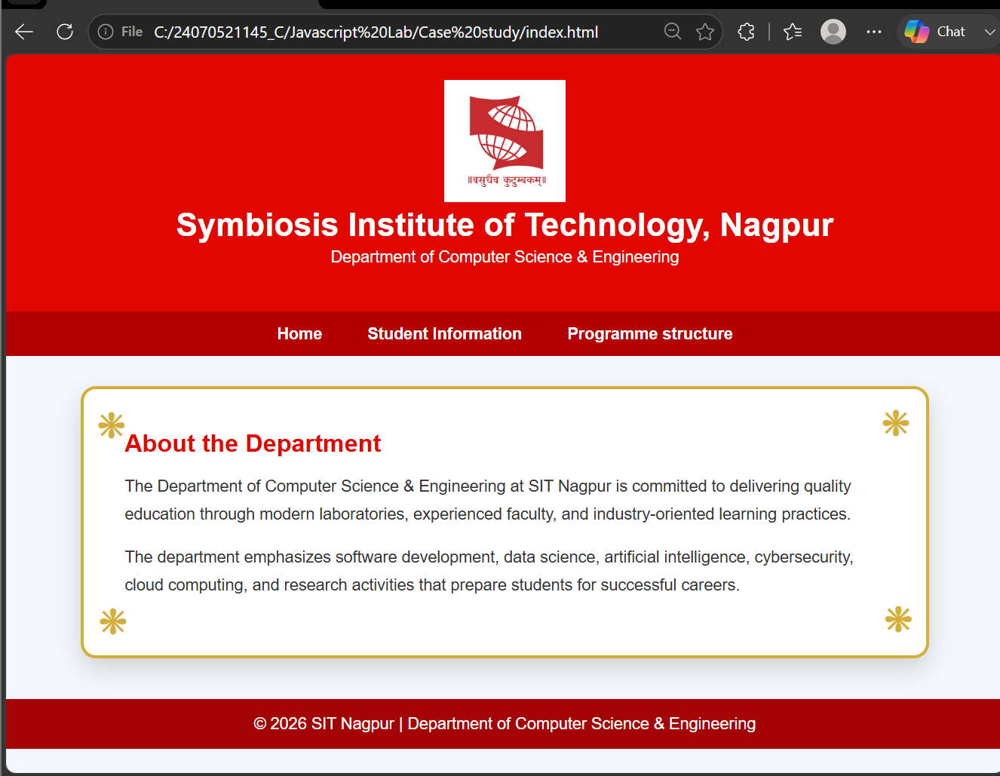 File C:/24070521145_C/Javascript%20Lab/Case%20study/index.html
Chat
॥वसुधैव कुटुम्बकम्॥
Symbiosis Institute of Technology, Nagpur
Department of Computer Science & Engineering
Home Student Information Programme structure
About the Department
The Department of Computer Science & Engineering at SIT Nagpur is committed to delivering quality
education through modern laboratories, experienced faculty, and industry-oriented learning practices.
The department emphasizes software development, data science, artificial intelligence, cybersecurity,
cloud computing, and research activities that prepare students for successful careers.
© 2026 SIT Nagpur | Department of Computer Science & Engineering